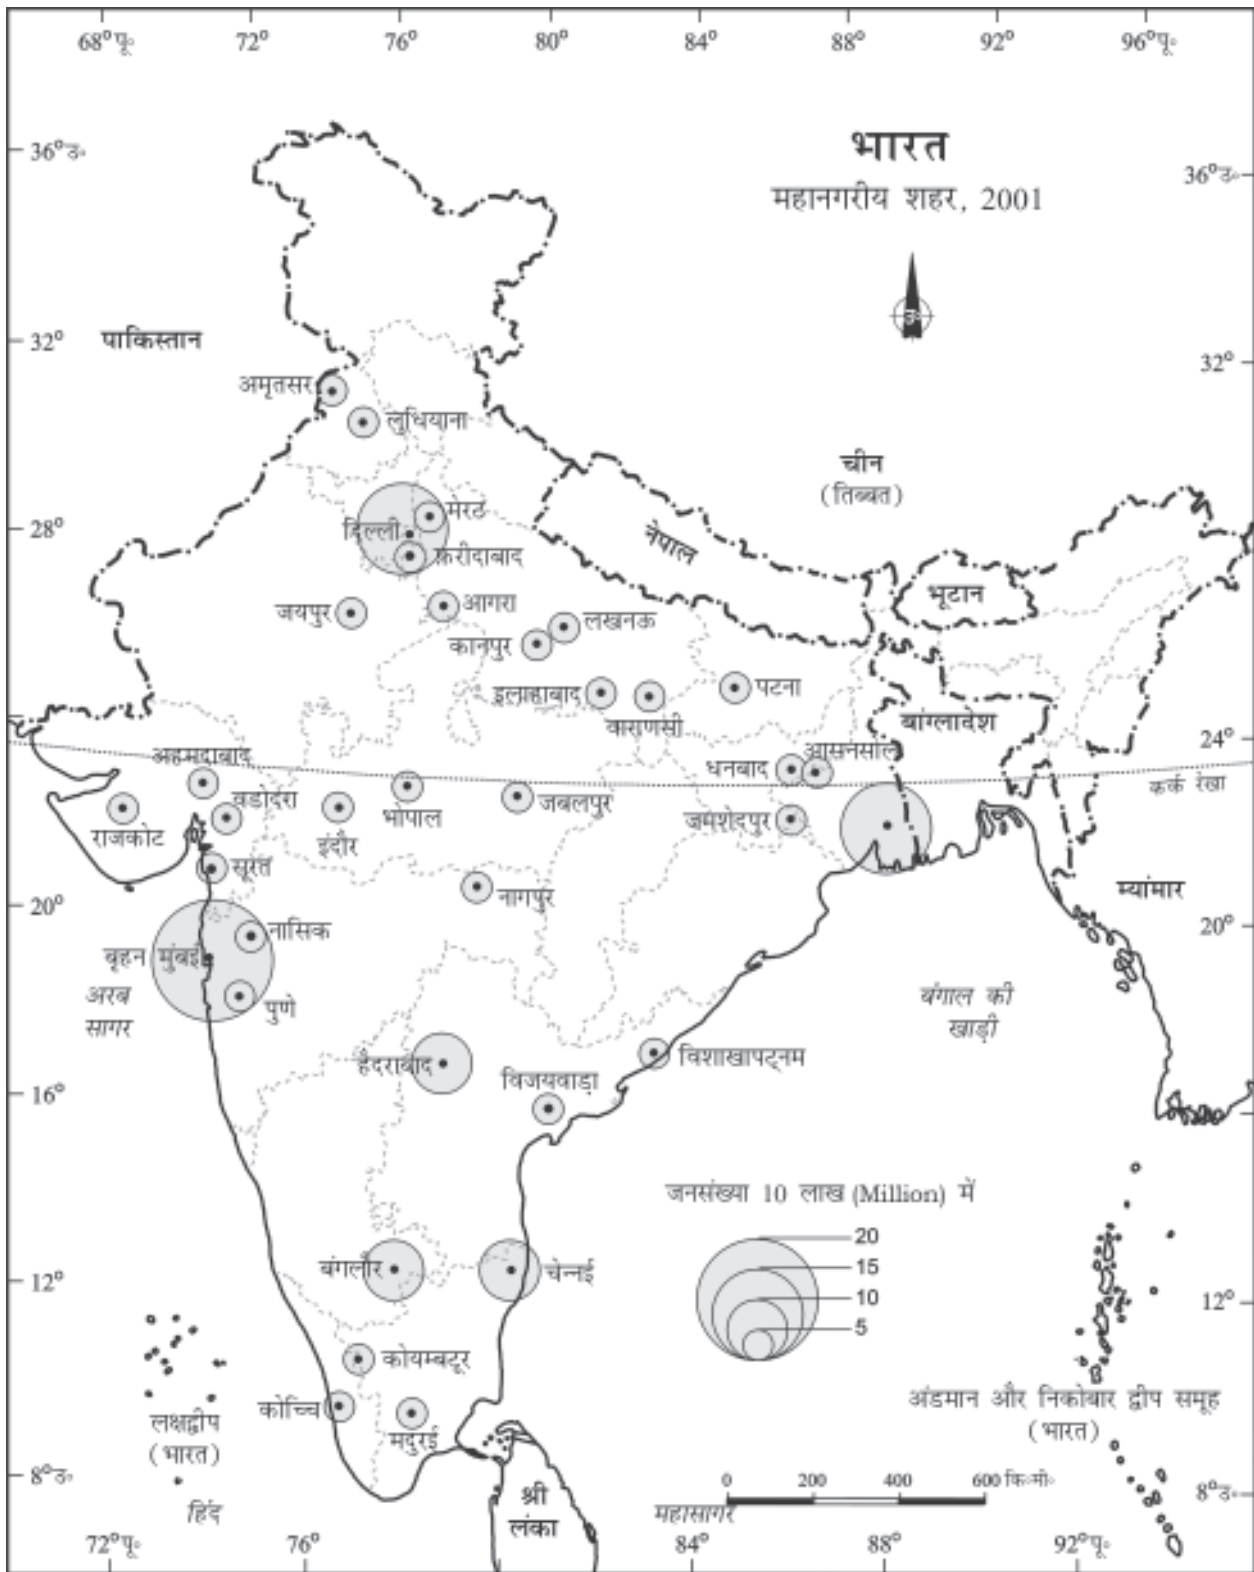 68°पू॰ 72° 76° 80° 84° 88° 92° 96°पू॰
भारत
महानगरीय शहर, 2001
36°उ॰
36°उ॰
उ॰
32°
32°
पाकिस्तान
अमृतसर
लुधियाना
चीन
(तिब्बत)
28°
दिल्ली
मेरठ
फ़रीदाबाद
नेपाल
भूटान
जयपुर
आगरा
लखनऊ
कानपुर
इलाहाबाद
वाराणसी
पटना
बांग्लादेश
24°
अहमदाबाद
आसनसोल
धनबाद
कर्क रेखा
वडोदरा
राजकोट
इंदौर
भोपाल
जबलपुर
जमशेदपुर
सूरत
नागपुर
म्यांमार
20°
20°
नासिक
बृहन मुंबई
पुणे
अरब
सागर
बंगाल की
खाड़ी
हैदराबाद
विशाखापट्नम
विजयवाड़ा
16°
16°
जनसंख्या 10 लाख (Million) में
20
15
10
5
बंगलौर
चेन्नई
12°
12°
कोयम्बटूर
कोच्चि
मदुरई
लक्षद्वीप
(भारत)
अंडमान और निकोबार द्वीप समूह
(भारत)
0 200 400 600 कि॰मी॰
8°उ॰
8°उ॰
श्री
लंका
हिंद
महासागर
72°पू॰ 76° 84° 88° 92°पू॰